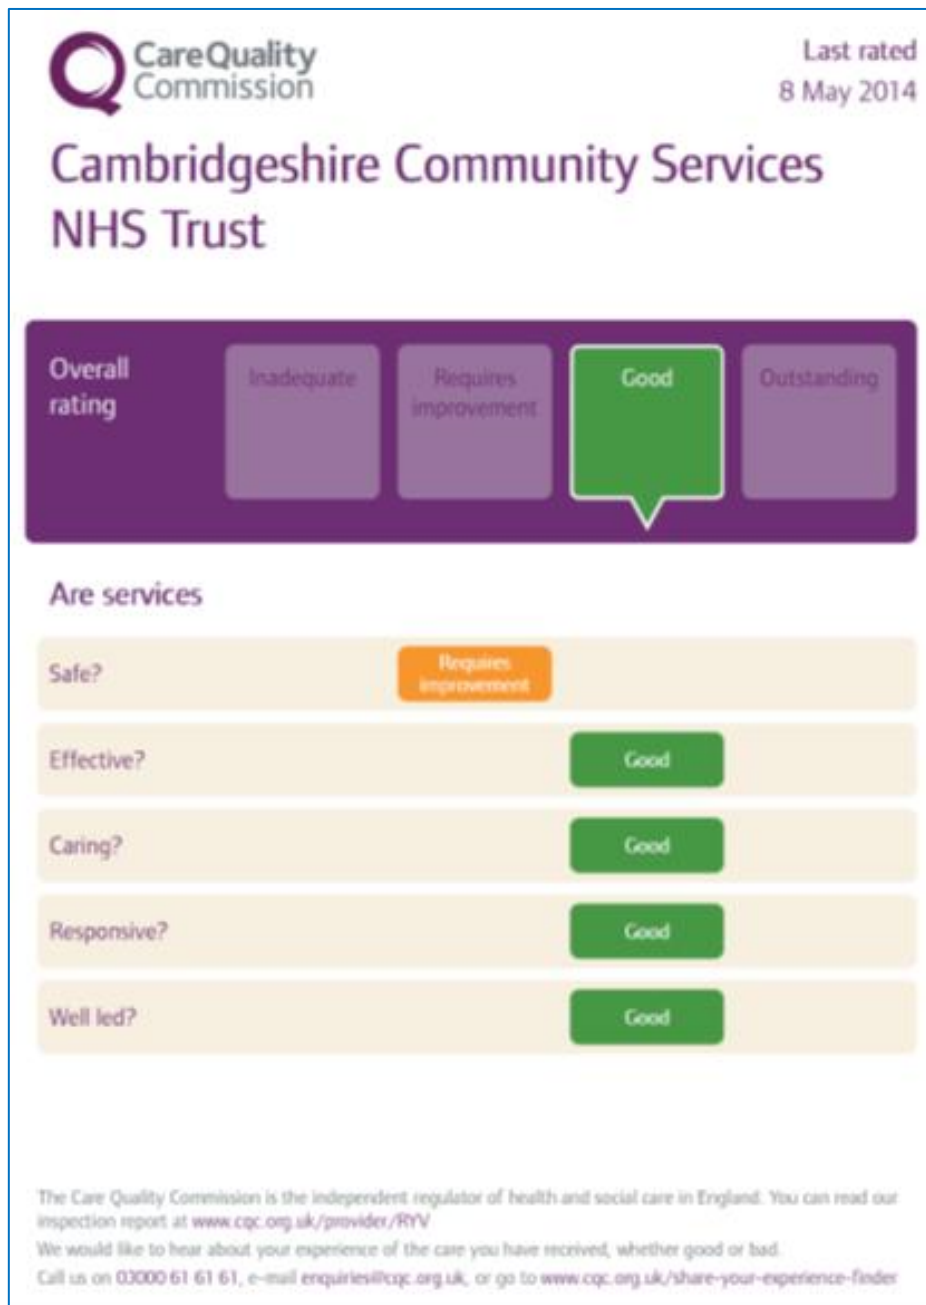 CareQuality
Commission
Last rated
8 May 2014
Cambridgeshire Community Services
NHS Trust
Overall
rating
Inadequate
Requires
improvement
Good
Outstanding
Are services
Safe?
Requires
improvement
Effective?
Good
Caring?
Good
Responsive?
Good
Well led?
Good
The Care Quality Commission is the independent regulator of health and social care in England. You can read our
inspection report at www.cqc.org.uk/provider/RYV
We would like to hear about your experience of the care you have received, whether good or bad.
Call us on 03000 61 61 61, e-mail enquiries@cqc.org.uk, or go to www.cqc.org.uk/share-your-experience-finder